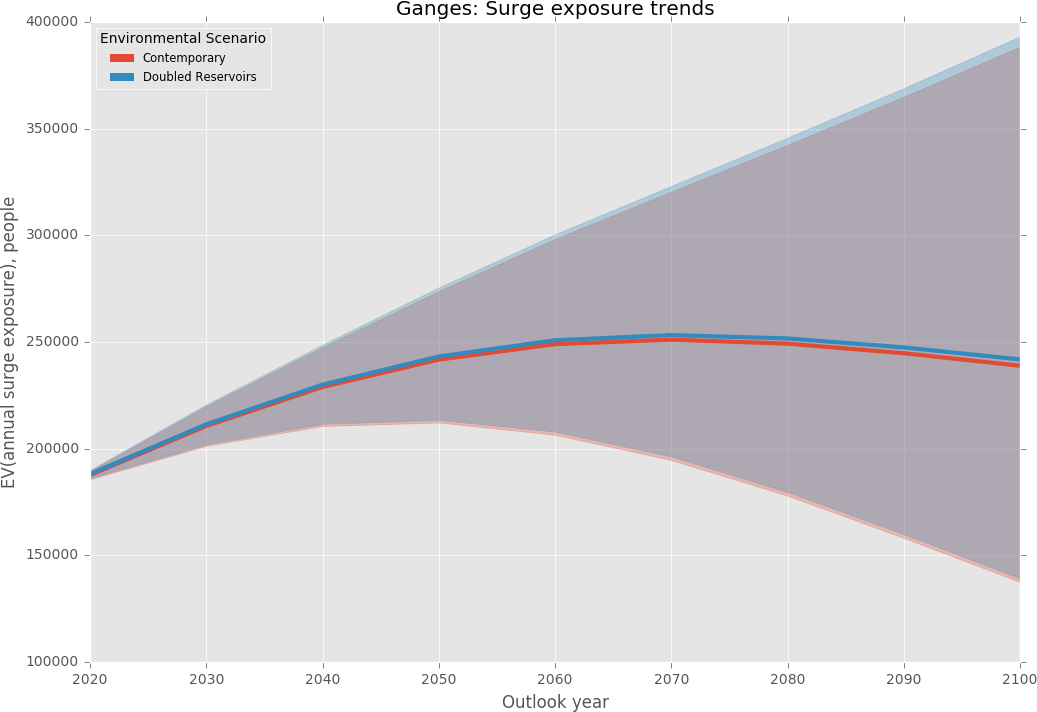 Ganges: Surge exposure trends
Environmental Scenario
Contemporary
Doubled Reservoirs
EV(annual surge exposure), people
400000
350000
300000
250000
200000
150000
100000
2020 2030 2040 2050 2060 2070 2080 2090 2100
Outlook year